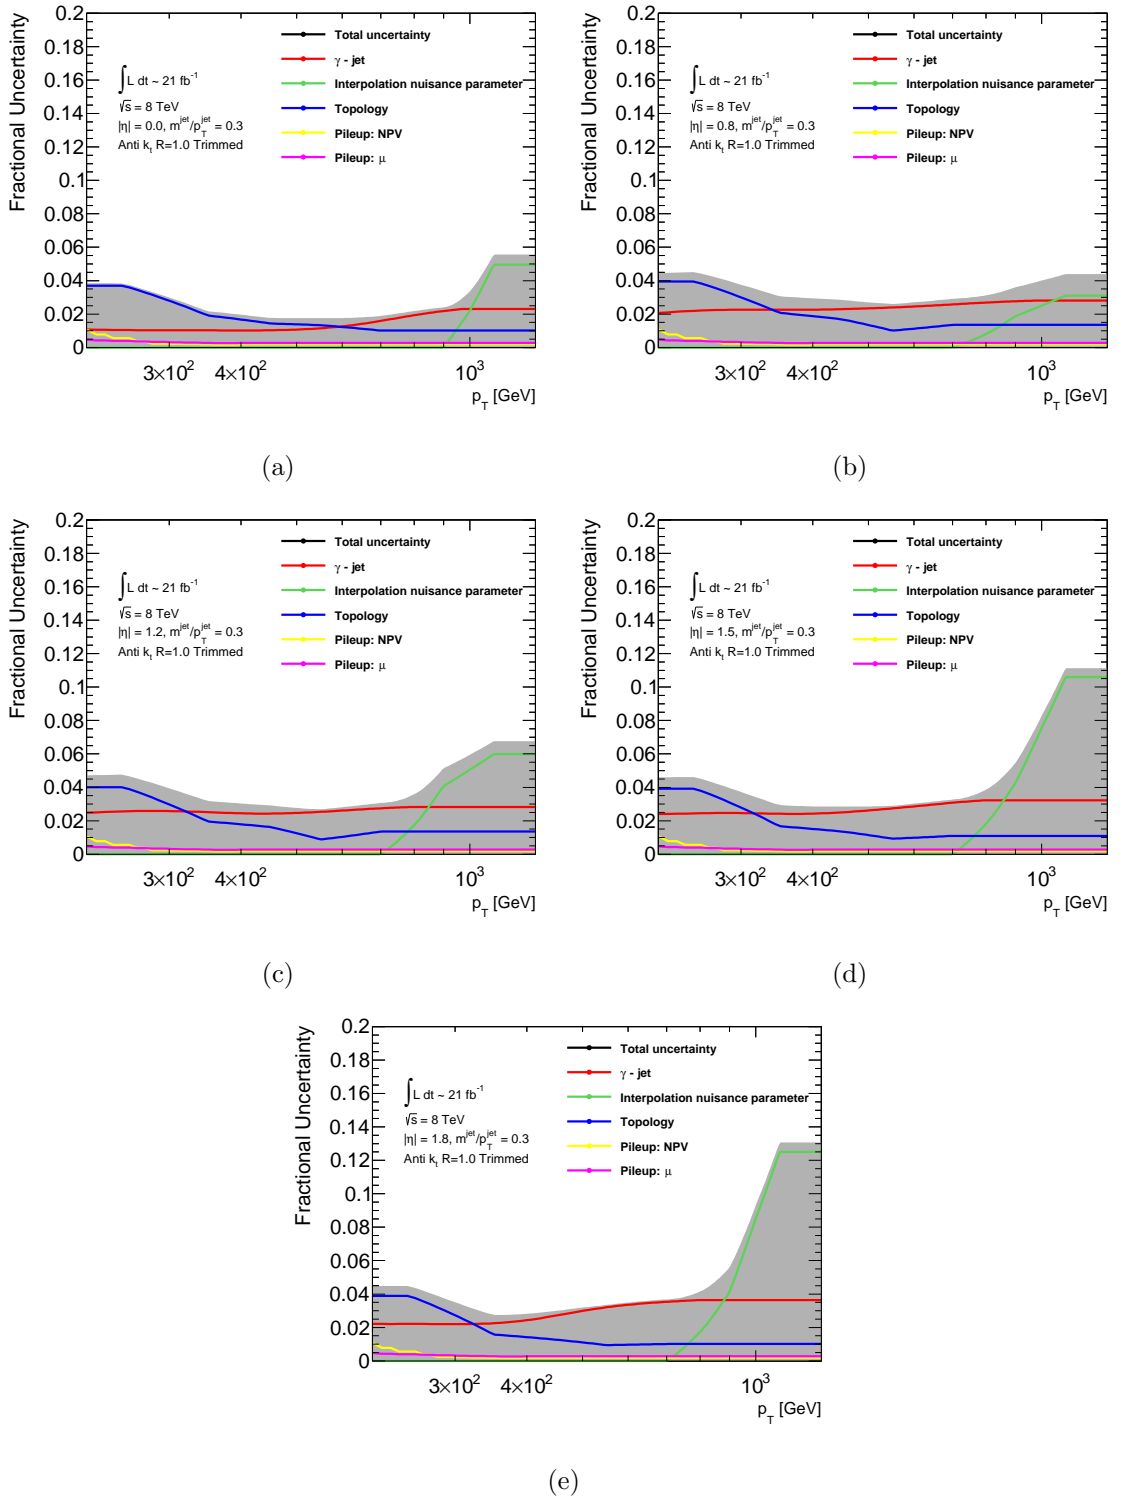 Fractional Uncertainty
0.2
0.18
0.16
0.14
0.12
0.1
0.08
0.06
0.04
0.02
0
∫L dt ~ 21 fb⁻¹
√s = 8 TeV
|η| = 0.0, m^jet/p_T^jet = 0.3
Anti k_t R=1.0 Trimmed
Total uncertainty
γ - jet
Interpolation nuisance parameter
Topology
Pileup: NPV
Pileup: μ
3×10² 4×10² 10³
p_T [GeV]
(a)
Fractional Uncertainty
0.2
0.18
0.16
0.14
0.12
0.1
0.08
0.06
0.04
0.02
0
∫L dt ~ 21 fb⁻¹
√s = 8 TeV
|η| = 0.8, m^jet/p_T^jet = 0.3
Anti k_t R=1.0 Trimmed
Total uncertainty
γ - jet
Interpolation nuisance parameter
Topology
Pileup: NPV
Pileup: μ
3×10² 4×10² 10³
p_T [GeV]
(b)
Fractional Uncertainty
0.2
0.18
0.16
0.14
0.12
0.1
0.08
0.06
0.04
0.02
0
∫L dt ~ 21 fb⁻¹
√s = 8 TeV
|η| = 1.2, m^jet/p_T^jet = 0.3
Anti k_t R=1.0 Trimmed
Total uncertainty
γ - jet
Interpolation nuisance parameter
Topology
Pileup: NPV
Pileup: μ
3×10² 4×10² 10³
p_T [GeV]
(c)
Fractional Uncertainty
0.2
0.18
0.16
0.14
0.12
0.1
0.08
0.06
0.04
0.02
0
∫L dt ~ 21 fb⁻¹
√s = 8 TeV
|η| = 1.5, m^jet/p_T^jet = 0.3
Anti k_t R=1.0 Trimmed
Total uncertainty
γ - jet
Interpolation nuisance parameter
Topology
Pileup: NPV
Pileup: μ
3×10² 4×10² 10³
p_T [GeV]
(d)
Fractional Uncertainty
0.2
0.18
0.16
0.14
0.12
0.1
0.08
0.06
0.04
0.02
0
∫L dt ~ 21 fb⁻¹
√s = 8 TeV
|η| = 1.8, m^jet/p_T^jet = 0.3
Anti k_t R=1.0 Trimmed
Total uncertainty
γ - jet
Interpolation nuisance parameter
Topology
Pileup: NPV
Pileup: μ
3×10² 4×10² 10³
p_T [GeV]
(e)